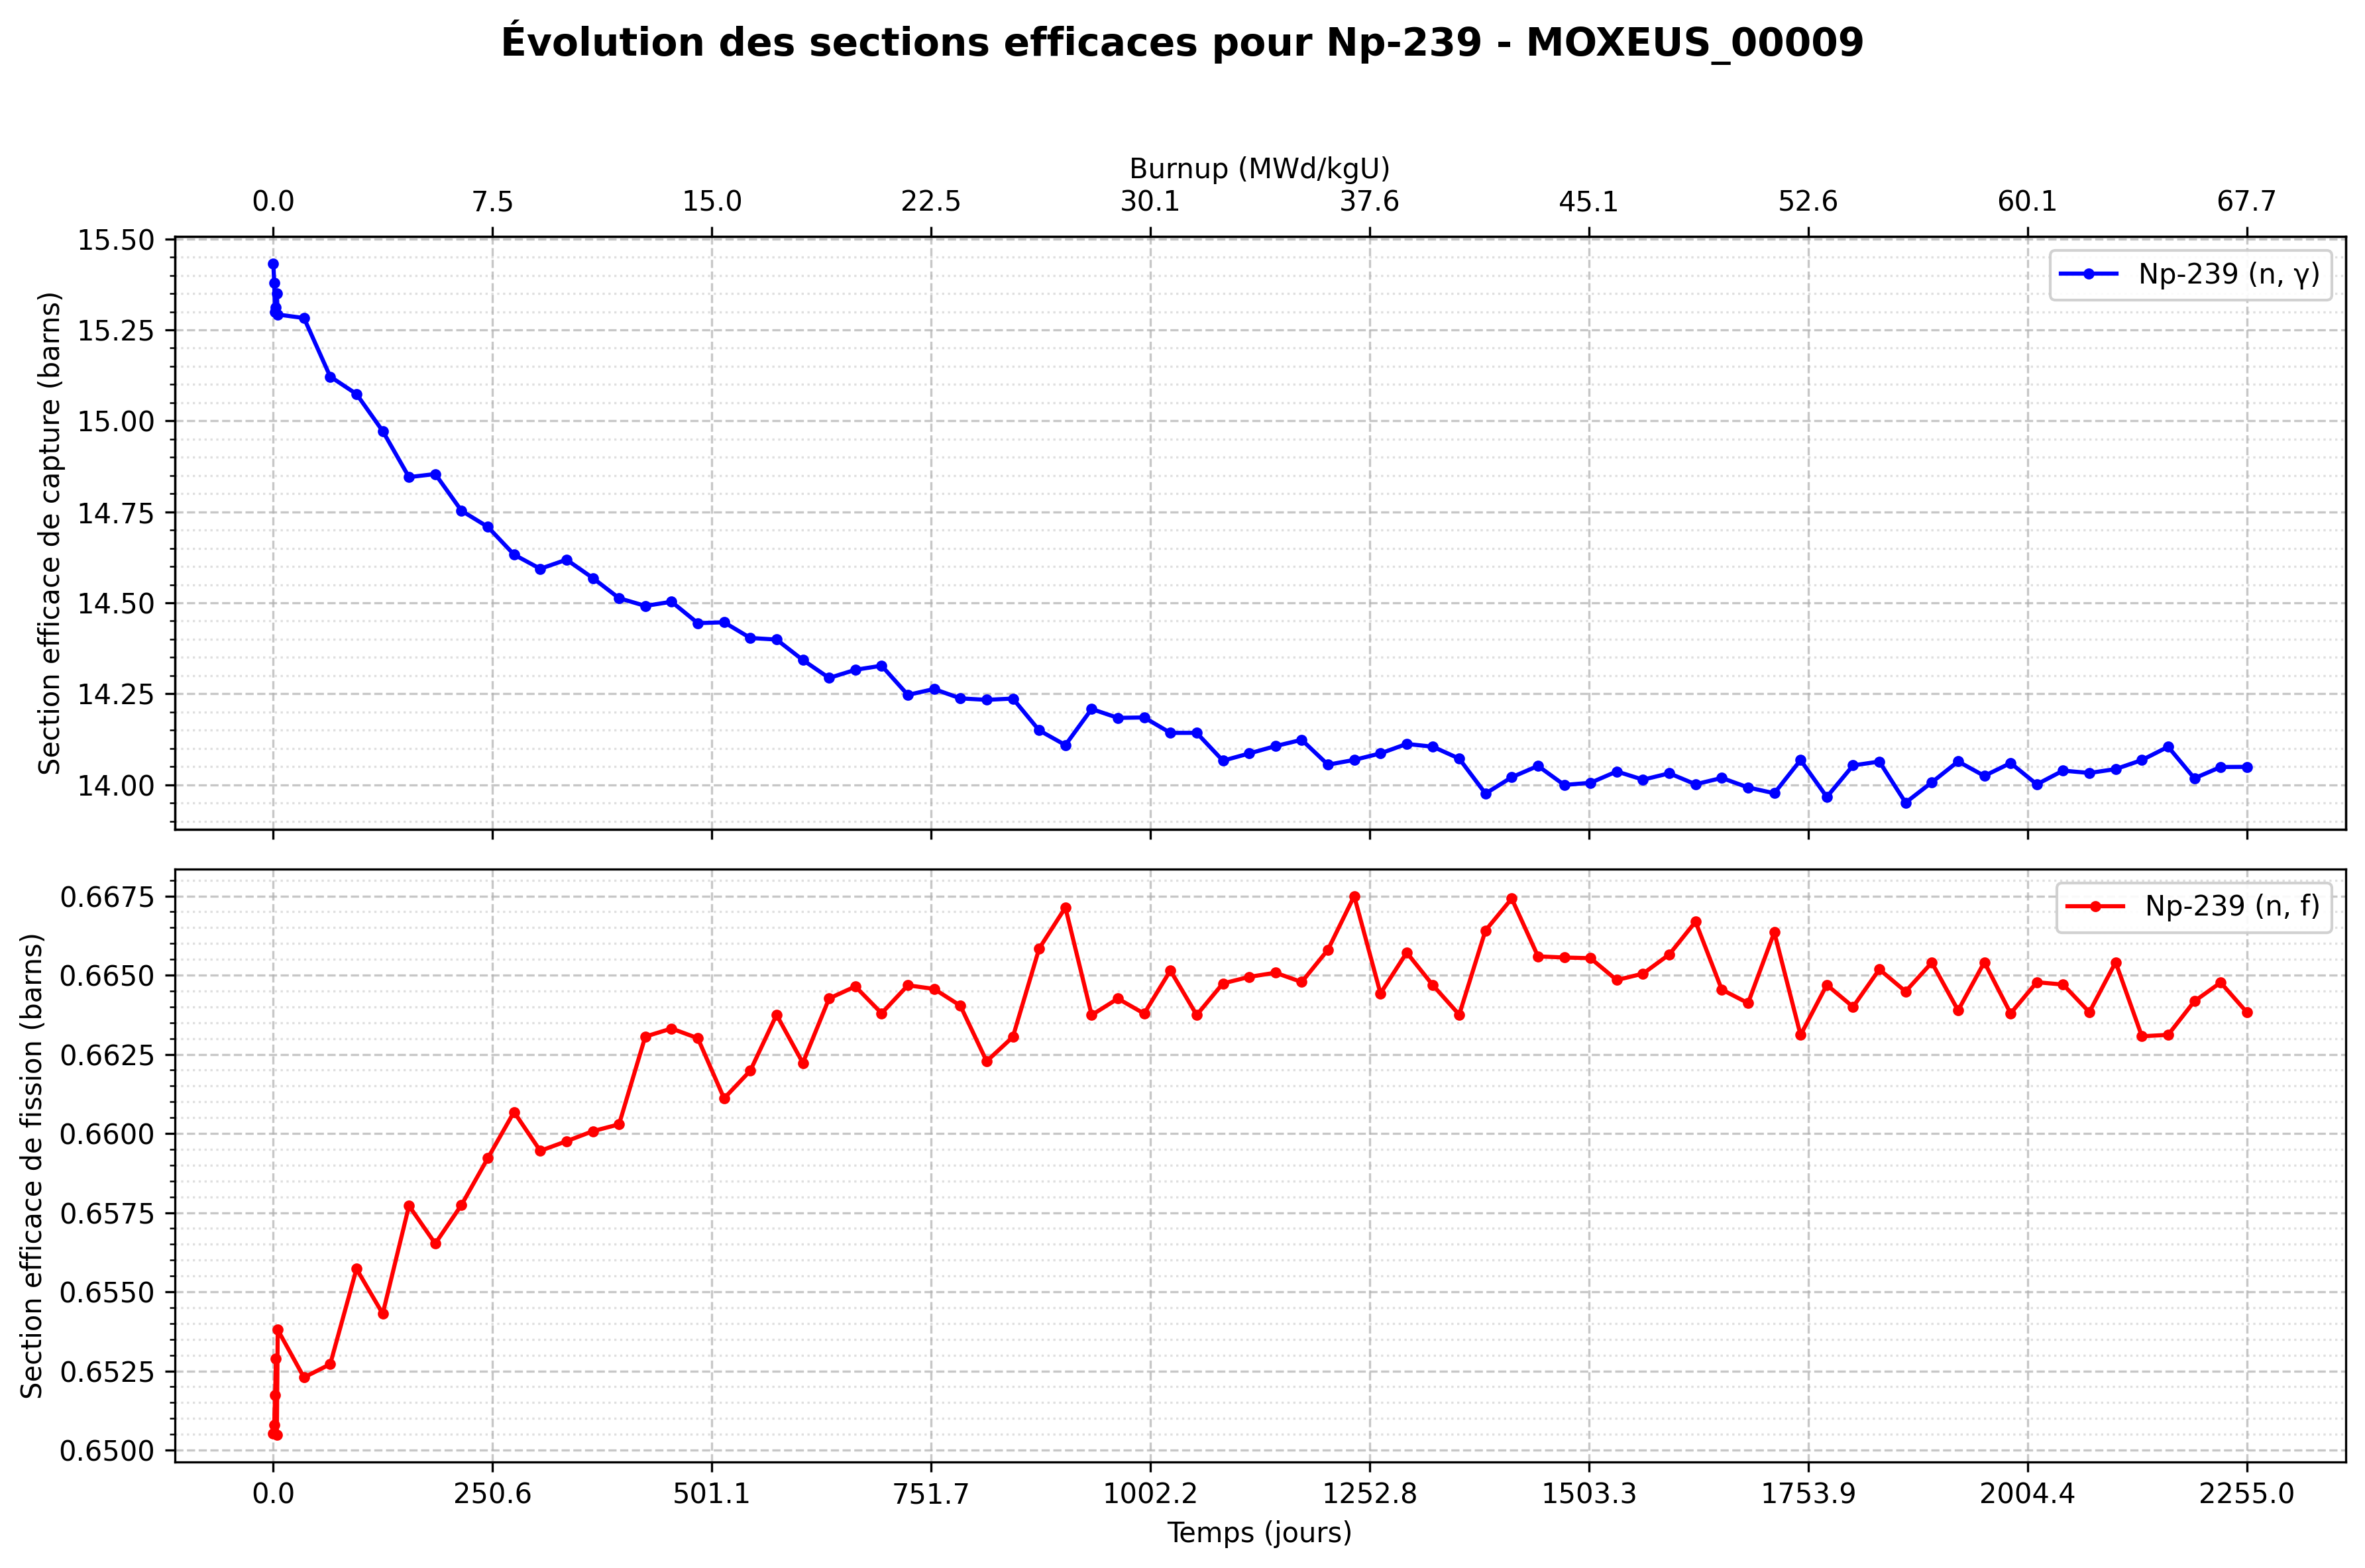 Évolution des sections efficaces pour Np-239 - MOXEUS_00009
Burnup (MWd/kgU)
0.0 7.5 15.0 22.5 30.1 37.6 45.1 52.6 60.1 67.7
Section efficace de capture (barns)
15.50
15.25
15.00
14.75
14.50
14.25
14.00
Np-239 (n, γ)
Section efficace de fission (barns)
0.6675
0.6650
0.6625
0.6600
0.6575
0.6550
0.6525
0.6500
Np-239 (n, f)
0.0 250.6 501.1 751.7 1002.2 1252.8 1503.3 1753.9 2004.4 2255.0
Temps (jours)